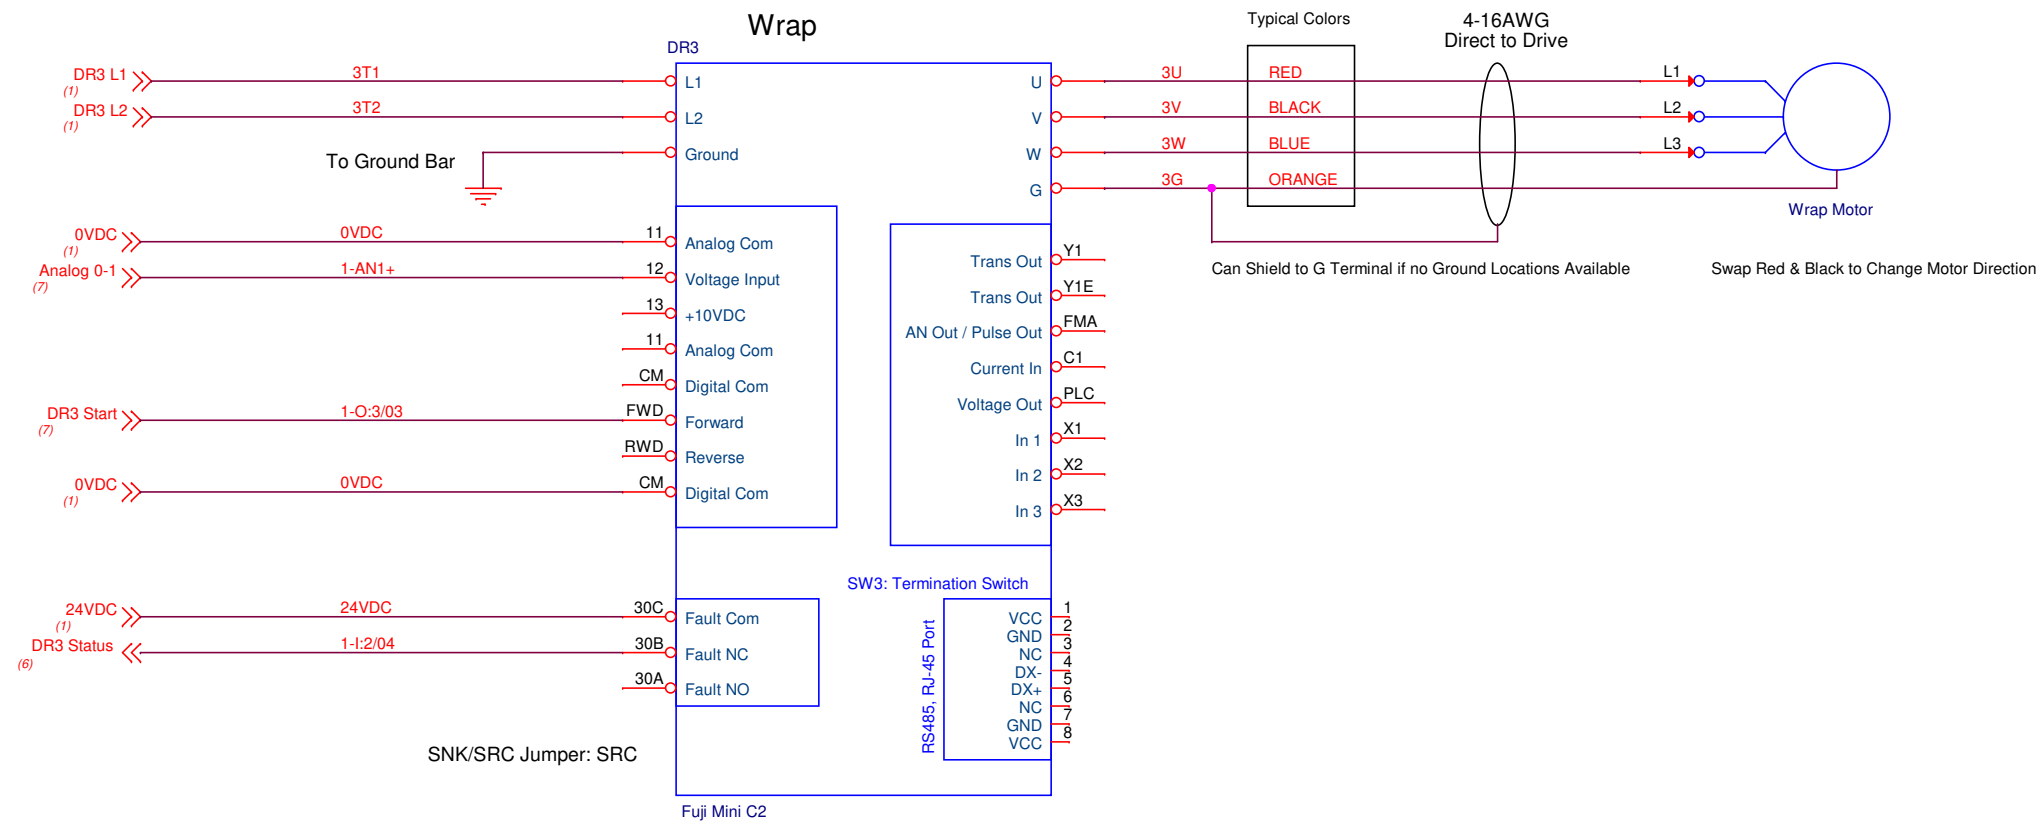 Wrap
Typical Colors
4-16AWG
Direct to Drive
DR3
DR3 L1
(1)
3T1
L1
DR3 L2
(1)
3T2
L2
To Ground Bar
Ground
0VDC
(1)
0VDC
11
Analog Com
Analog 0-1
(7)
1-AN1+
12
Voltage Input
13
+10VDC
11
Analog Com
CM
Digital Com
DR3 Start
(7)
1-O:3/03
FWD
Forward
RWD
Reverse
0VDC
(1)
0VDC
CM
Digital Com
24VDC
(1)
24VDC
30C
Fault Com
DR3 Status
(6)
1-I:2/04
30B
Fault NC
30A
Fault NO
SNK/SRC Jumper: SRC
Fuji Mini C2
U
3U
RED
L1
V
3V
BLACK
L2
W
3W
BLUE
L3
G
3G
ORANGE
Wrap Motor
Can Shield to G Terminal if no Ground Locations Available
Swap Red & Black to Change Motor Direction
Trans Out
Y1
Trans Out
Y1E
AN Out / Pulse Out
FMA
Current In
C1
Voltage Out
PLC
In 1
X1
In 2
X2
In 3
X3
SW3: Termination Switch
RS485, RJ-45 Port
VCC
1
GND
2
NC
3
DX-
4
DX+
5
NC
6
GND
7
VCC
8